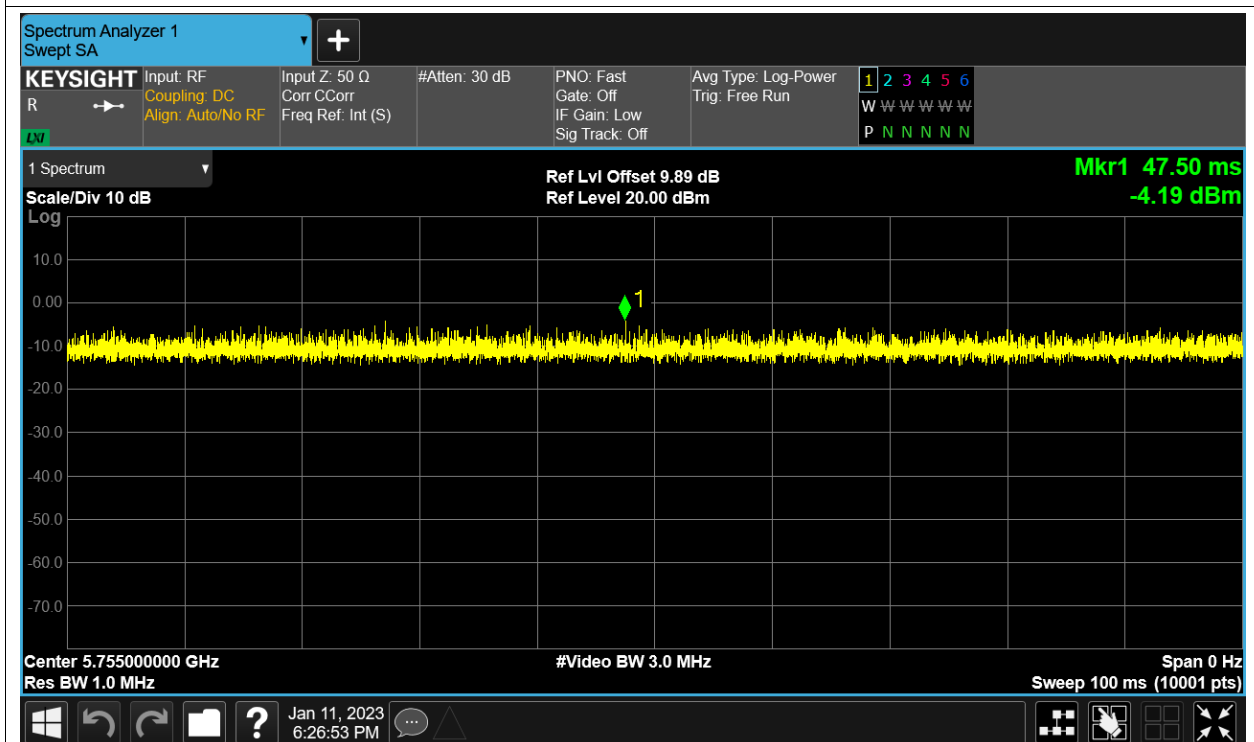 Spectrum Analyzer 1
Swept SA
KEYSIGHT
R
LXI
Input: RF
Coupling: DC
Align: Auto/No RF
Input Z: 50 Ω
Corr CCorr
Freq Ref: Int (S)
#Atten: 30 dB
PNO: Fast
Gate: Off
IF Gain: Low
Sig Track: Off
Avg Type: Log-Power
Trig: Free Run
1 2 3 4 5 6
W W W W W W
P N N N N N
1 Spectrum
Scale/Div 10 dB
Ref Lvl Offset 9.89 dB
Ref Level 20.00 dBm
Mkr1 47.50 ms
-4.19 dBm
Log
10.0
0.00
1
-10.0
-20.0
-30.0
-40.0
-50.0
-60.0
-70.0
Center 5.755000000 GHz
Res BW 1.0 MHz
#Video BW 3.0 MHz
Span 0 Hz
Sweep 100 ms (10001 pts)
?
Jan 11, 2023
6:26:53 PM